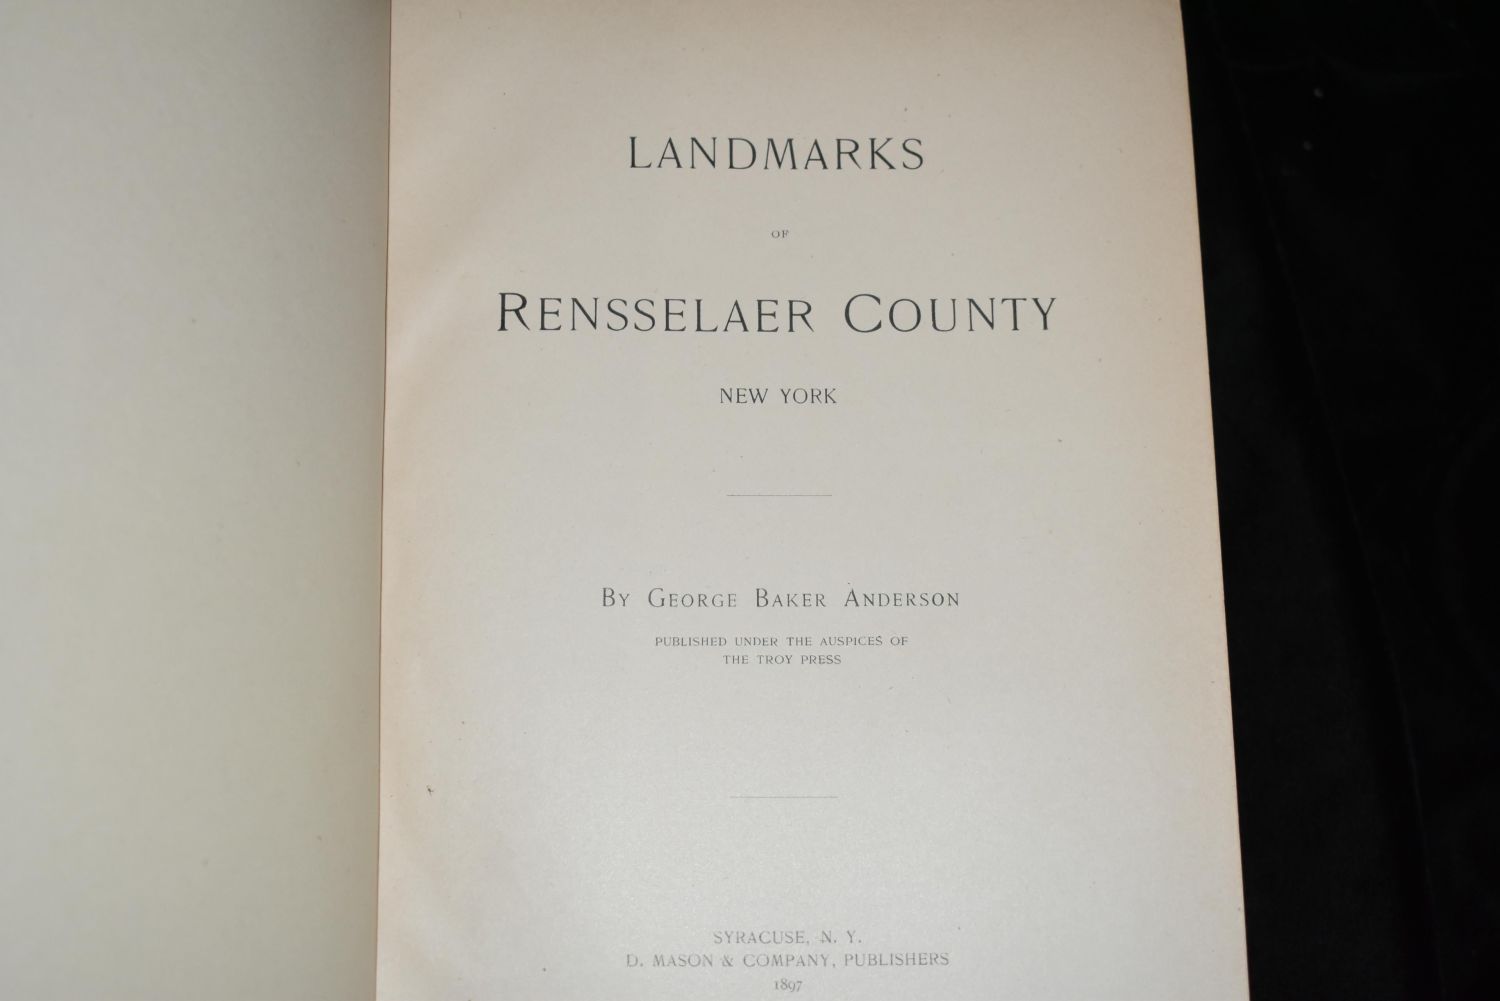 LANDMARKS
OF
RENSSELAER COUNTY
NEW YORK
BY GEORGE BAKER ANDERSON
PUBLISHED UNDER THE AUSPICES OF
THE TROY PRESS
SYRACUSE, N. Y.
D. MASON & COMPANY, PUBLISHERS
1897